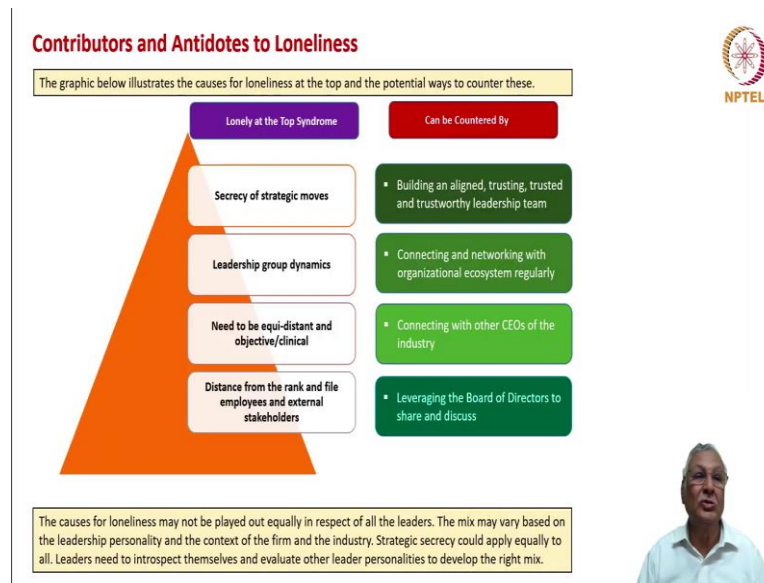 Contributors and Antidotes to Loneliness
NPTEL
The graphic below illustrates the causes for loneliness at the top and the potential ways to counter these.
Lonely at the Top Syndrome
Can be Countered By
Secrecy of strategic moves
▪ Building an aligned, trusting, trusted
and trustworthy leadership team
Leadership group dynamics
▪ Connecting and networking with
organizational ecosystem regularly
Need to be equi-distant and
objective/clinical
▪ Connecting with other CEOs of the
industry
Distance from the rank and file
employees and external
stakeholders
▪ Leveraging the Board of Directors to
share and discuss
The causes for loneliness may not be played out equally in respect of all the leaders. The mix may vary based on
the leadership personality and the context of the firm and the industry. Strategic secrecy could apply equally to
all. Leaders need to introspect themselves and evaluate other leader personalities to develop the right mix.